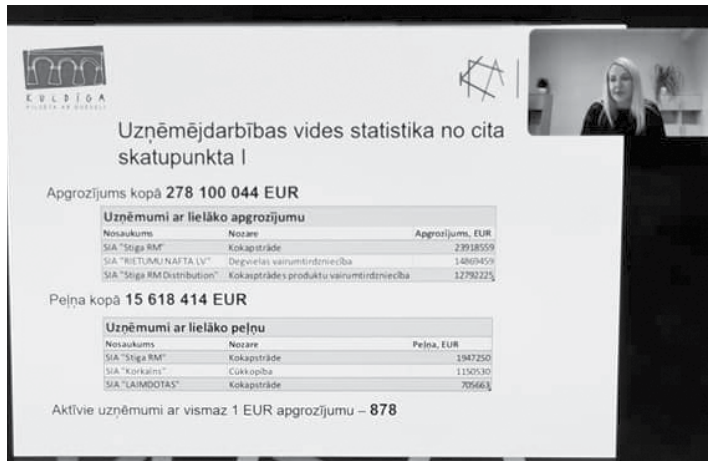 KULDĪGA
Uzņēmējdarbības vides statistika no cita
skatupunkta I
Apgrozījums kopā 278 100 044 EUR
Uzņēmumi ar lielāko apgrozījumu
Nosaukums Nozare Apgrozījums, EUR
SIA "Stiga RM" Kokapstrāde 23918559
SIA "RIETUMU NAFTA LV" Degvielas vairumtirdzniecība 14869459
SIA "Stiga RM Distribution" Kokasptrādes produktu vairumtirdzniecība 12792225
Peļņa kopā 15 618 414 EUR
Uzņēmumi ar lielāko peļņu
Nosaukums Nozare Peļņa, EUR
SIA "Stiga RM" Kokapstrāde 1947250
SIA "Korkalns" Cūkkopība 1150530
SIA "LAIMDOTAS" Kokapstrāde 705663
Aktīvie uzņēmumi ar vismaz 1 EUR apgrozījumu – 878